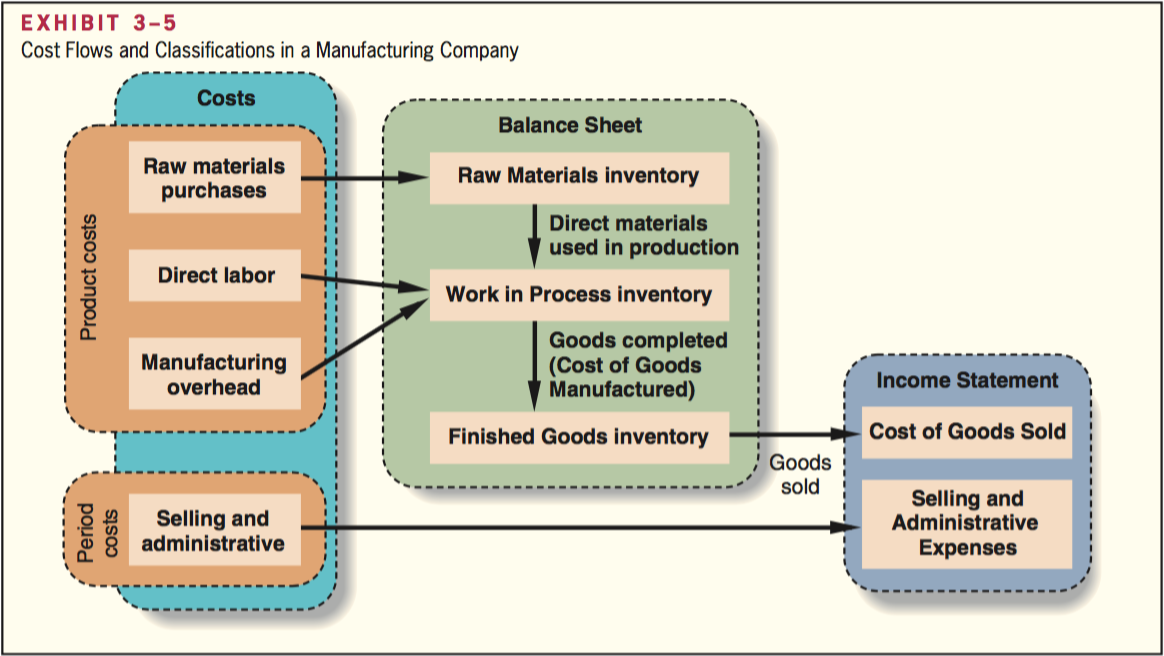 EXHIBIT 3–5
Cost Flows and Classifications in a Manufacturing Company
Costs
Product costs
Raw materials
purchases
Direct labor
Manufacturing
overhead
Period
costs
Selling and
administrative
Balance Sheet
Raw Materials inventory
Direct materials
used in production
Work in Process inventory
Goods completed
(Cost of Goods
Manufactured)
Finished Goods inventory
Goods
sold
Income Statement
Cost of Goods Sold
Selling and
Administrative
Expenses